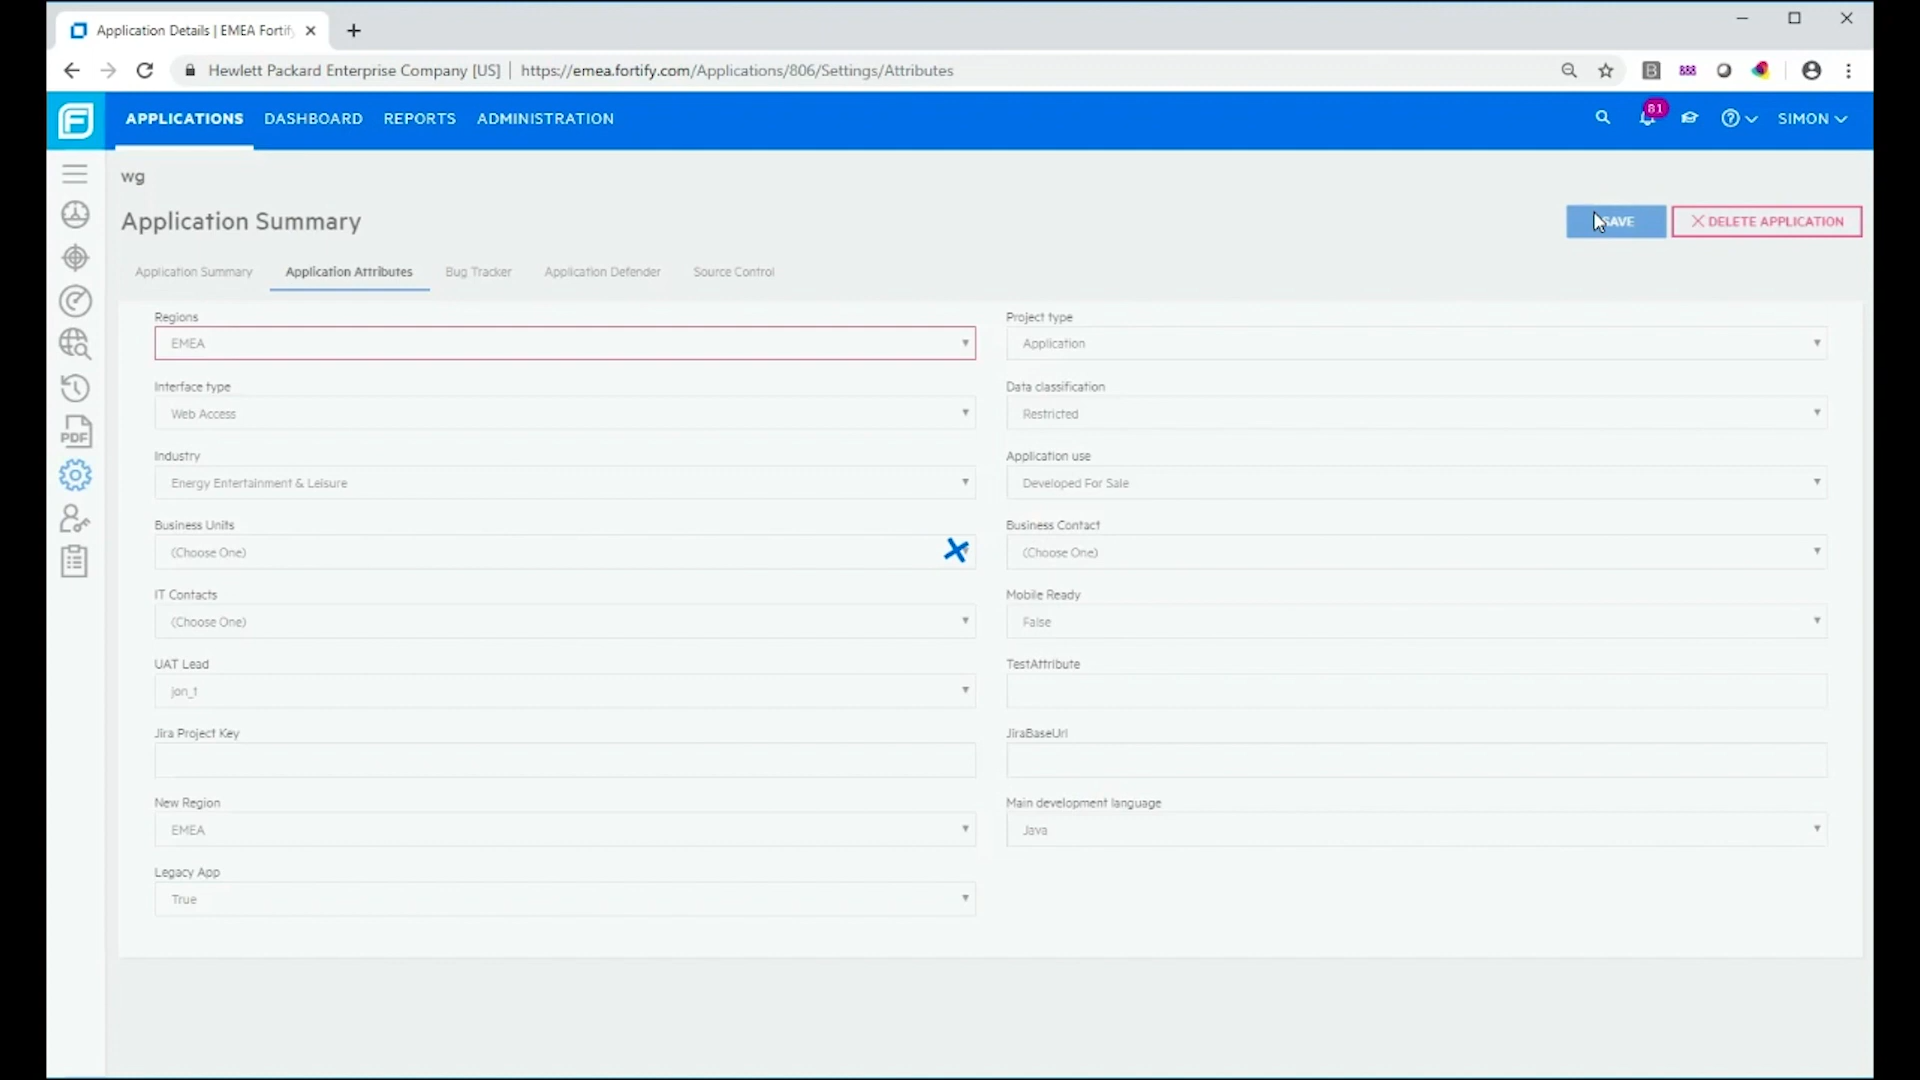 Application Details | EMEA Fortif
Hewlett Packard Enterprise Company [US] | https://emea.fortify.com/Applications/806/Settings/Attributes
APPLICATIONS DASHBOARD REPORTS ADMINISTRATION 81 SIMON
wg
Application Summary
SAVE DELETE APPLICATION
Application Summary Application Attributes Bug Tracker Application Defender Source Control
Regions Project type
EMEA Application
Interface type Data classification
Web Access Restricted
Industry Application use
Energy Entertainment & Leisure Developed For Sale
Business Units Business Contact
(Choose One) (Choose One)
IT Contacts Mobile Ready
(Choose One) False
UAT Lead TestAttribute
jon_t
Jira Project Key JiraBaseUrl
New Region Main development language
EMEA Java
Legacy App
True
PDF